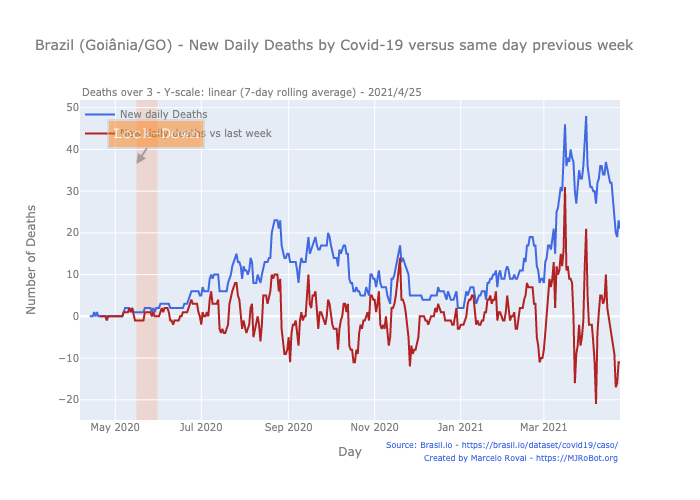 Brazil (Goiânia/GO) - New Daily Deaths by Covid-19 versus same day previous week
Deaths over 3 - Y-scale: linear (7-day rolling average) - 2021/4/25
New daily Deaths
Lock Down
New daily deaths vs last week
50
40
30
20
10
0
−10
−20
Number of Deaths
May 2020
Jul 2020
Sep 2020
Nov 2020
Jan 2021
Mar 2021
Day
Source: Brasil.io - https://brasil.io/dataset/covid19/caso/
Created by Marcelo Rovai - https://MJRoBot.org